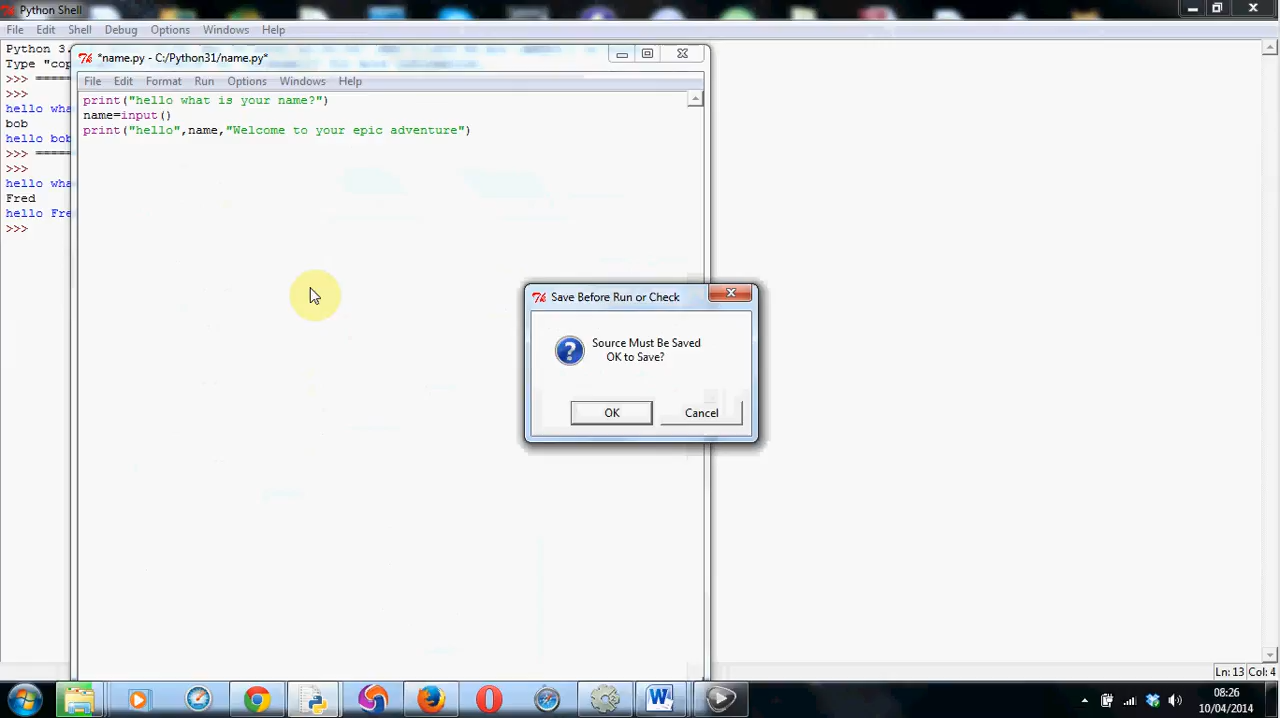 Python Shell
File Edit Shell Debug Options Windows Help
Python 3.
Type "cop
>>> ====
>>>
hello wha
bob
hello bob
>>> ====
>>>
hello wha
Fred
hello Fre
>>>
*name.py - C:/Python31/name.py*
File Edit Format Run Options Windows Help
print("hello what is your name?")
name=input()
print("hello",name,"Welcome to your epic adventure")
Save Before Run or Check
Source Must Be Saved
OK to Save?
OK Cancel
Ln: 13 Col: 4
08:26
10/04/2014